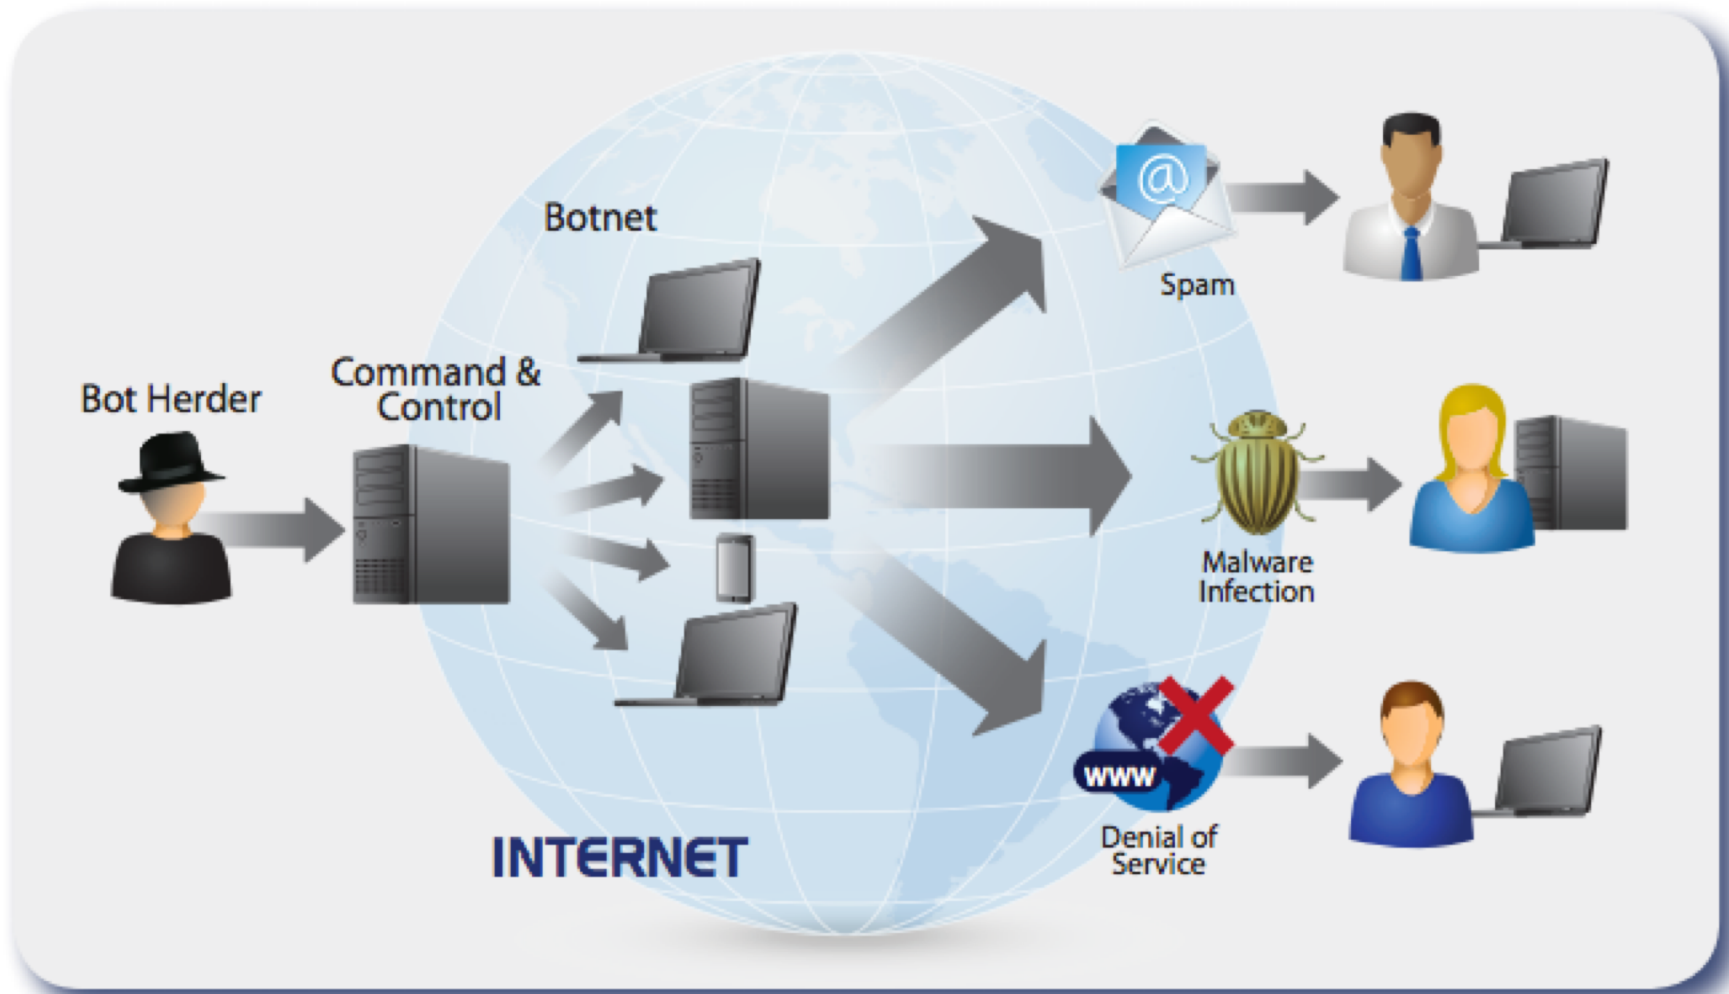 Botnet
Spam
Command &
Control
Bot Herder
Malware
Infection
www
Denial of
Service
INTERNET